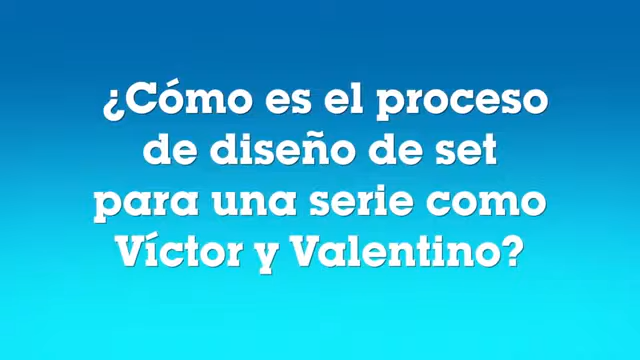 ¿Cómo es el proceso
de diseño de set
para una serie como
Víctor y Valentino?